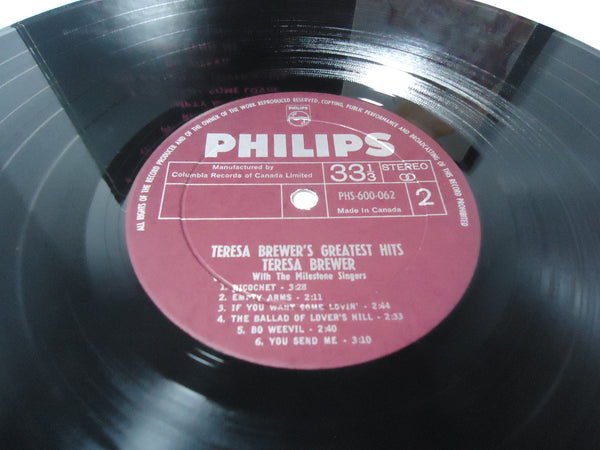 ALL RIGHTS OF THE RECORD PRODUCER AND OF THE OWNER OF THE WORK REPRODUCED RESERVED. COPYING, PUBLIC PERFORMANCE AND BROADCASTING OF THIS RECORD PROHIBITED
PHILIPS
PHILIPS
Manufactured by
Columbia Records of Canada Limited
33 1/3
STEREO
2
PHS-600-062
Made in Canada
TERESA BREWER'S GREATEST HITS
TERESA BREWER
With The Milestone Singers
1. RICOCHET - 3:28
2. EMPTY ARMS - 2:11
3. IF YOU WANT SOME LOVIN' - 2:44
4. THE BALLAD OF LOVER'S HILL - 2:33
5. BO WEEVIL - 2:40
6. YOU SEND ME - 3:10